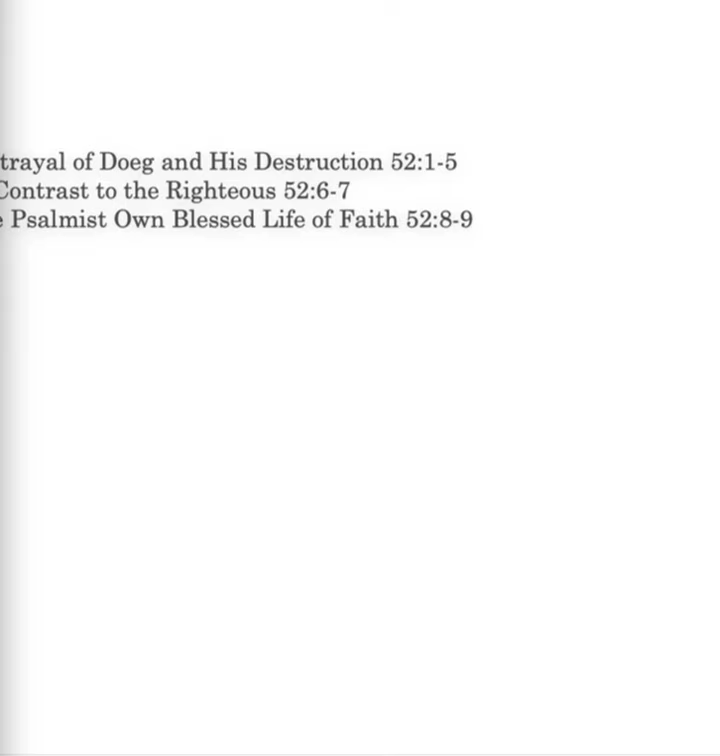 trayal of Doeg and His Destruction 52:1-5
Contrast to the Righteous 52:6-7
e Psalmist Own Blessed Life of Faith 52:8-9